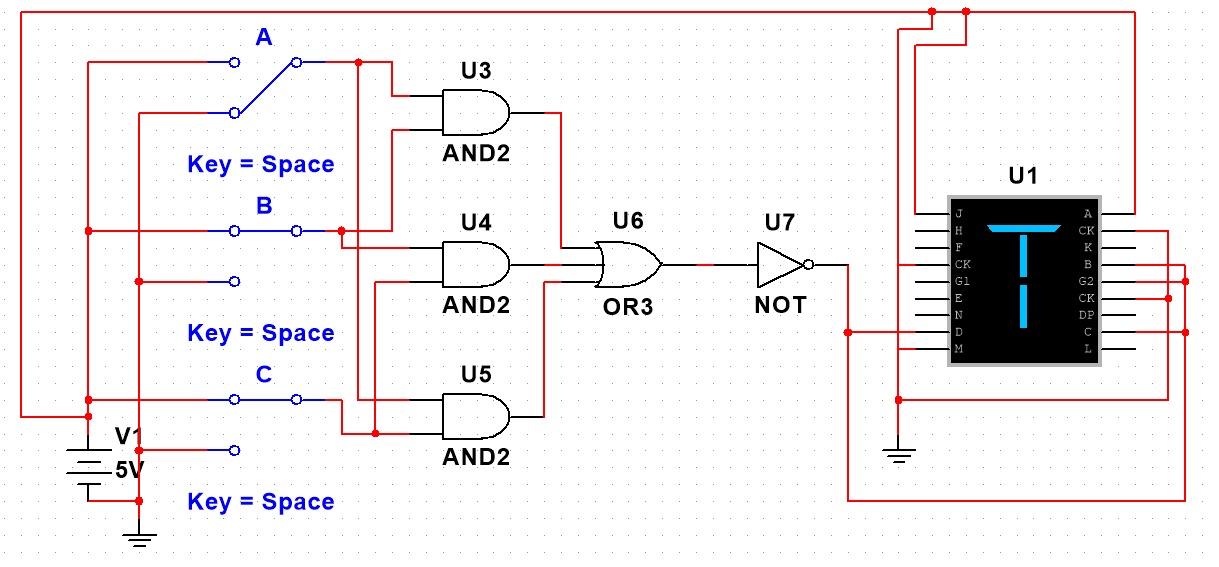 A
Key = Space
B
Key = Space
C
Key = Space
V1
5V
U3
AND2
U4
AND2
U5
AND2
U6
OR3
U7
NOT
U1
J A
H CK
F K
CK B
G1 G2
E CK
N DP
D C
M L